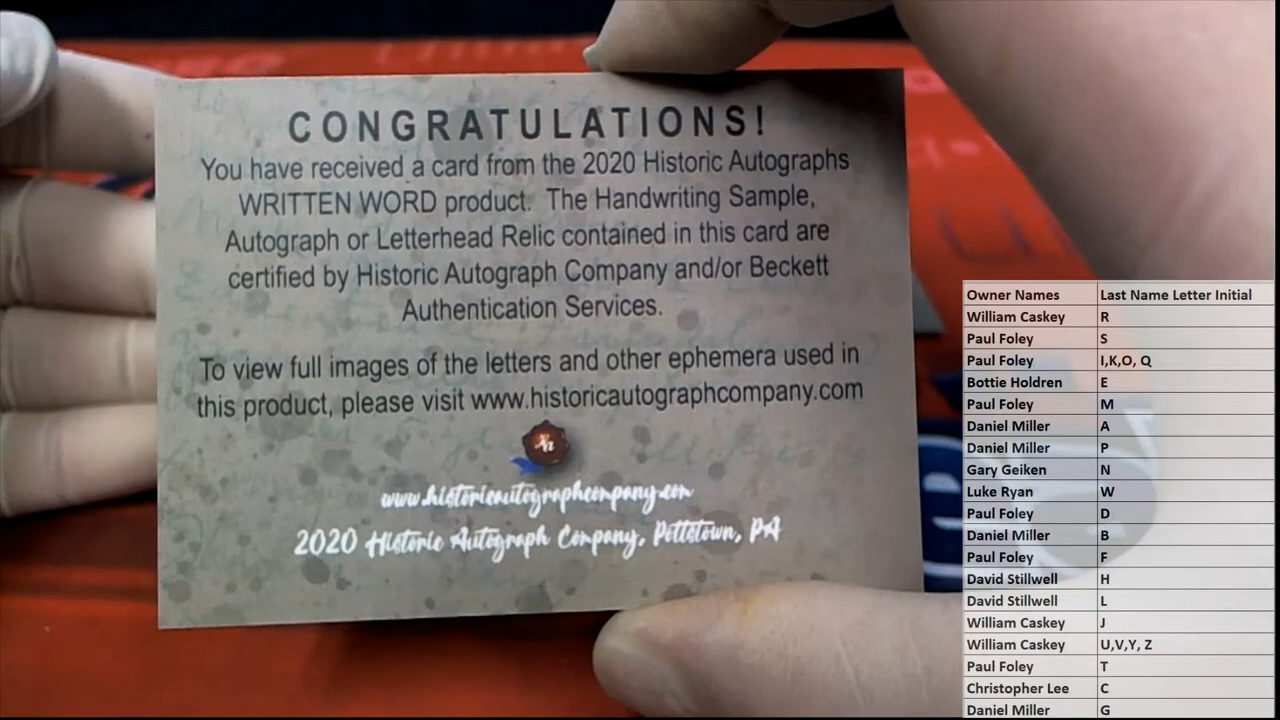 CONGRATULATIONS!
You have received a card from the 2020 Historic Autographs
WRITTEN WORD product. The Handwriting Sample,
Autograph or Letterhead Relic contained in this card are
certified by Historic Autograph Company and/or Beckett
Authentication Services.
To view full images of the letters and other ephemera used in
this product, please visit www.historicautographcompany.com
www.historicautographcompany.com
2020 Historic Autograph Company, Pottstown, PA
Owner Names Last Name Letter Initial
William Caskey R
Paul Foley S
Paul Foley I,K,O, Q
Bottie Holdren E
Paul Foley M
Daniel Miller A
Daniel Miller P
Gary Geiken N
Luke Ryan W
Paul Foley D
Daniel Miller B
Paul Foley F
David Stillwell H
David Stillwell L
William Caskey J
William Caskey U,V,Y, Z
Paul Foley T
Christopher Lee C
Daniel Miller G